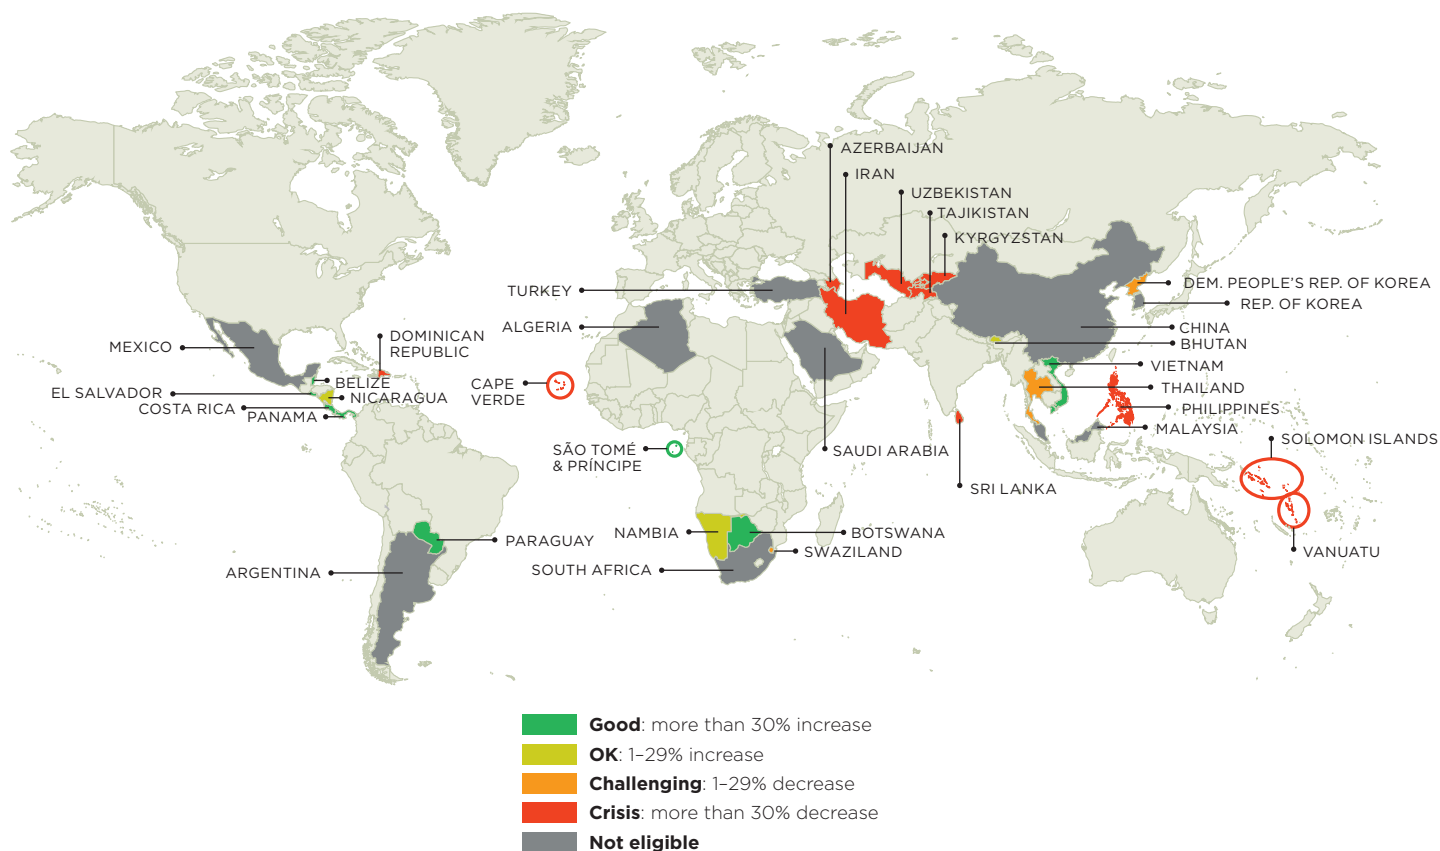 AZERBAIJAN
IRAN
UZBEKISTAN
TAJIKISTAN
KYRGYZSTAN
TURKEY
DEM. PEOPLE'S REP. OF KOREA
REP. OF KOREA
ALGERIA
CHINA
DOMINICAN
REPUBLIC
MEXICO
BHUTAN
VIETNAM
BELIZE
CAPE
VERDE
THAILAND
EL SALVADOR
NICARAGUA
COSTA RICA
PHILIPPINES
PANAMA
MALAYSIA
SOLOMON ISLANDS
SÃO TOMÉ
& PRÍNCIPE
SAUDI ARABIA
SRI LANKA
NAMBIA
BOTSWANA
PARAGUAY
SWAZILAND
VANUATU
ARGENTINA
SOUTH AFRICA
Good: more than 30% increase
OK: 1–29% increase
Challenging: 1–29% decrease
Crisis: more than 30% decrease
Not eligible